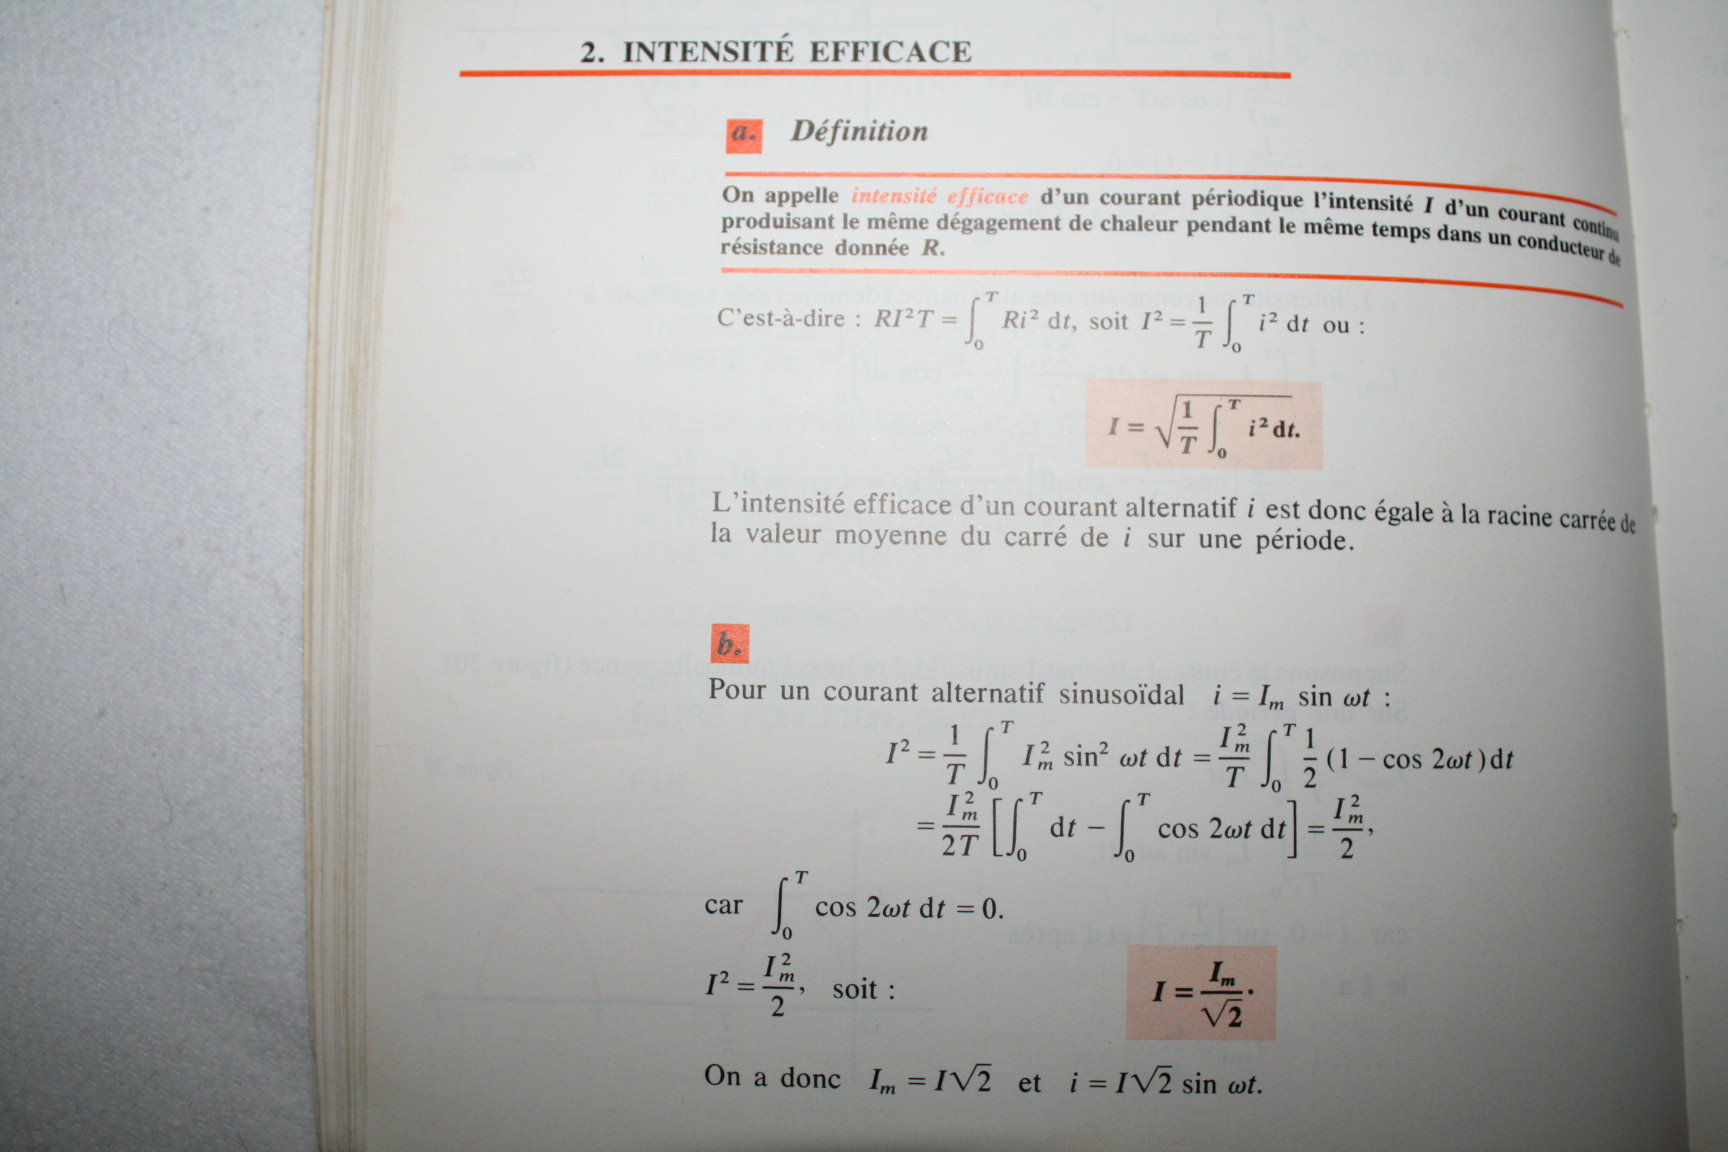 2. INTENSITÉ EFFICACE
a. Définition
On appelle intensité efficace d'un courant périodique l'intensité I d'un courant continu
produisant le même dégagement de chaleur pendant le même temps dans un conducteur de
résistance donnée R.
C'est-à-dire : RI²T = ∫₀ᵀ Ri² dt, soit I² = 1/T ∫₀ᵀ i² dt ou :
I = √(1/T ∫₀ᵀ i² dt).
L'intensité efficace d'un courant alternatif i est donc égale à la racine carrée de
la valeur moyenne du carré de i sur une période.
b.
Pour un courant alternatif sinusoïdal i = Iₘ sin ωt :
I² = 1/T ∫₀ᵀ Iₘ² sin² ωt dt = Iₘ²/T ∫₀ᵀ 1/2 (1 − cos 2ωt) dt
= Iₘ²/2T [∫₀ᵀ dt − ∫₀ᵀ cos 2ωt dt] = Iₘ²/2,
car ∫₀ᵀ cos 2ωt dt = 0.
I² = Iₘ²/2, soit : I = Iₘ/√2.
On a donc Iₘ = I√2 et i = I√2 sin ωt.